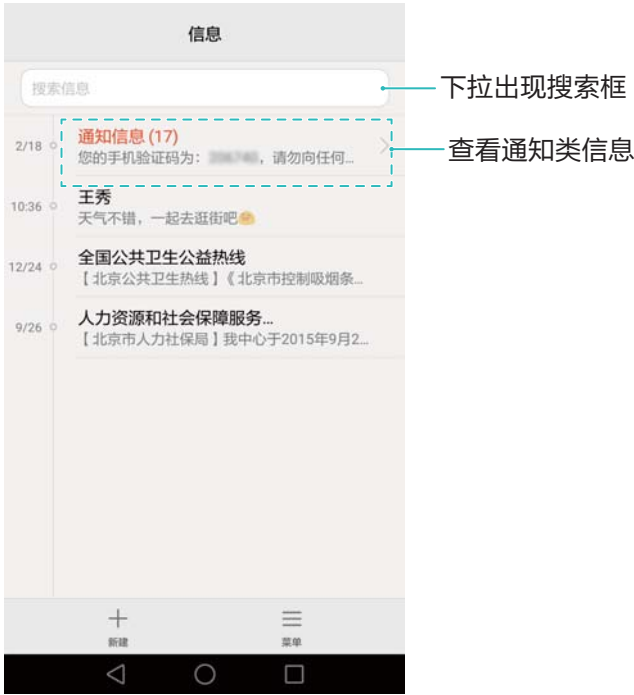 信息
搜索信息
下拉出现搜索框
2/18
通知信息 (17)
您的手机验证码为： ，请勿向任何...
查看通知类信息
10:36
王秀
天气不错，一起去逛街吧🤗
12/24
全国公共卫生公益热线
【北京公共卫生热线】《北京市控制吸烟条...
9/26
人力资源和社会保障服务...
【北京市人力社保局】我中心于2015年9月2...
新建
菜单